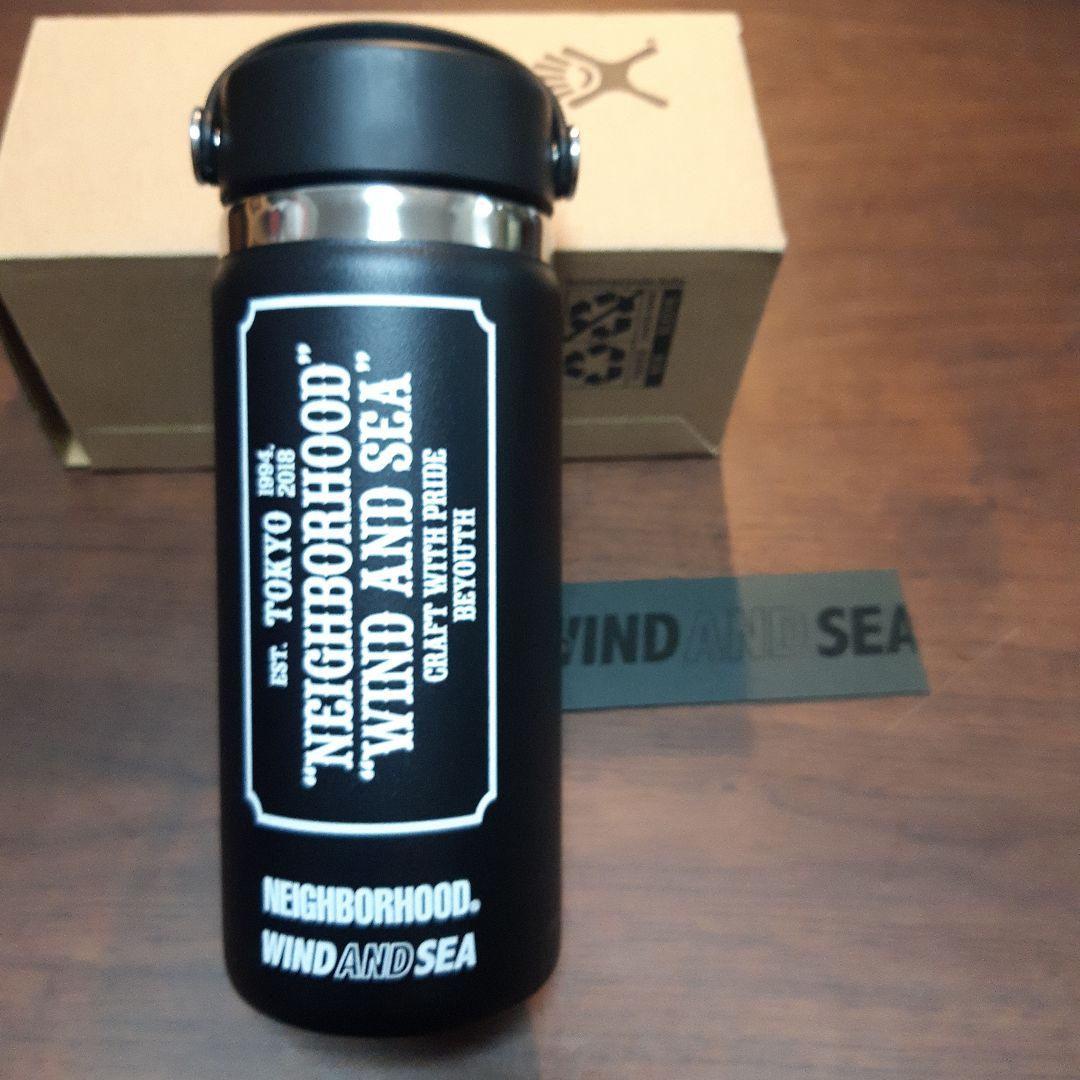 EST. TOKYO 1994. 2018
“NEIGHBORHOOD”
“WIND AND SEA”
CRAFT WITH PRIDE
BEYOUTH
NEIGHBORHOOD.
WIND AND SEA
WIND AND SEA